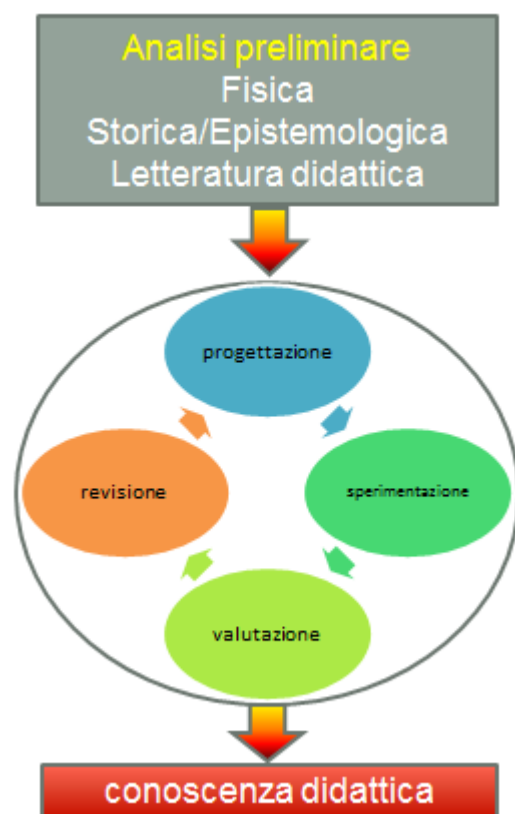 Analisi preliminare
Fisica
Storica/Epistemologica
Letteratura didattica
progettazione
revisione
sperimentazione
valutazione
conoscenza didattica